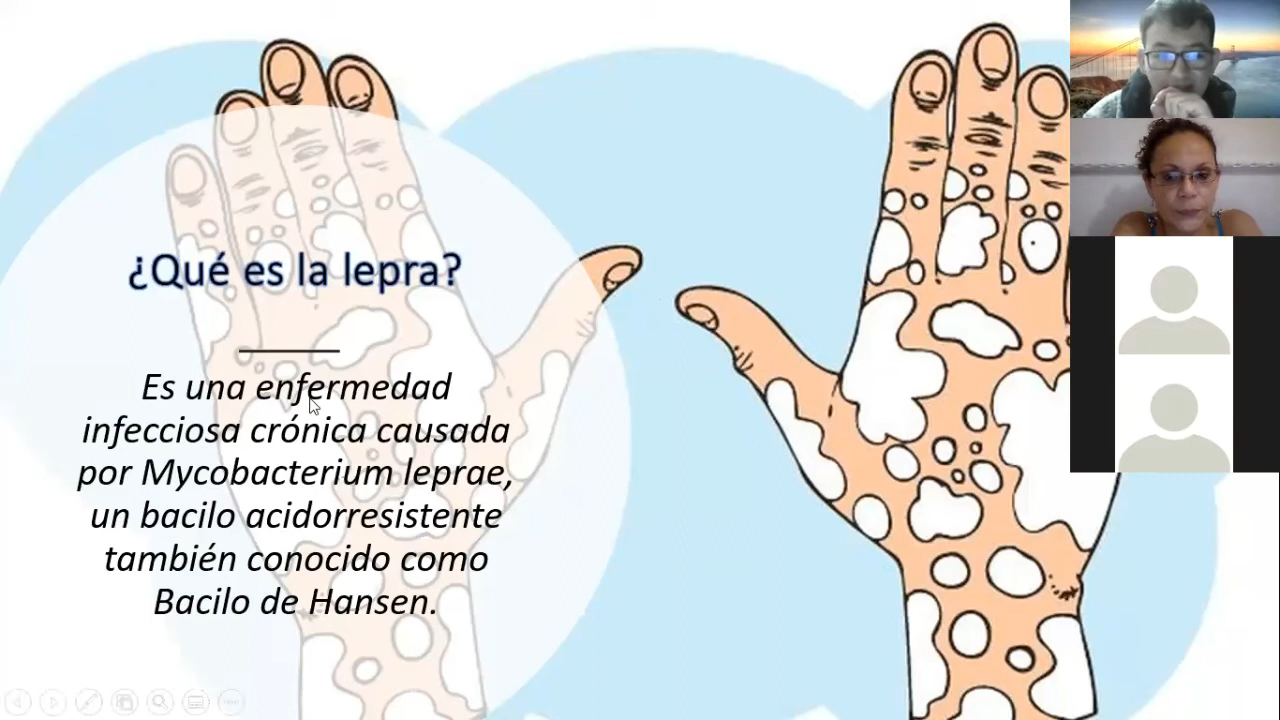 ¿Qué es la lepra?
Es una enfermedad
infecciosa crónica causada
por Mycobacterium leprae,
un bacilo acidorresistente
también conocido como
Bacilo de Hansen.